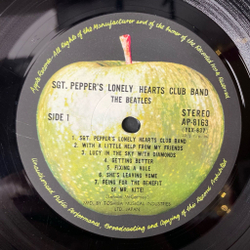 Apple Records · All Rights of the Manufacturer and of the Owner of the Recorded Work Reserved
SGT. PEPPER'S LONELY HEARTS CLUB BAND
THE BEATLES
SIDE 1
STEREO
AP-8163
1. SGT. PEPPER'S LONELY HEARTS CLUB BAND
2. WITH A LITTLE HELP FROM MY FRIENDS
3. LUCY IN THE SKY WITH DIAMONDS
4. GETTING BETTER
5. FIXING A HOLE
6. SHE'S LEAVING HOME
7. BEING FOR THE BENEFIT
OF MR. KITE!
MFD. BY TOSHIBA MUSICAL INDUSTRIES
LTD. JAPAN
Unauthorised Public Performance, Broadcasting and Copying of this Record Prohibited